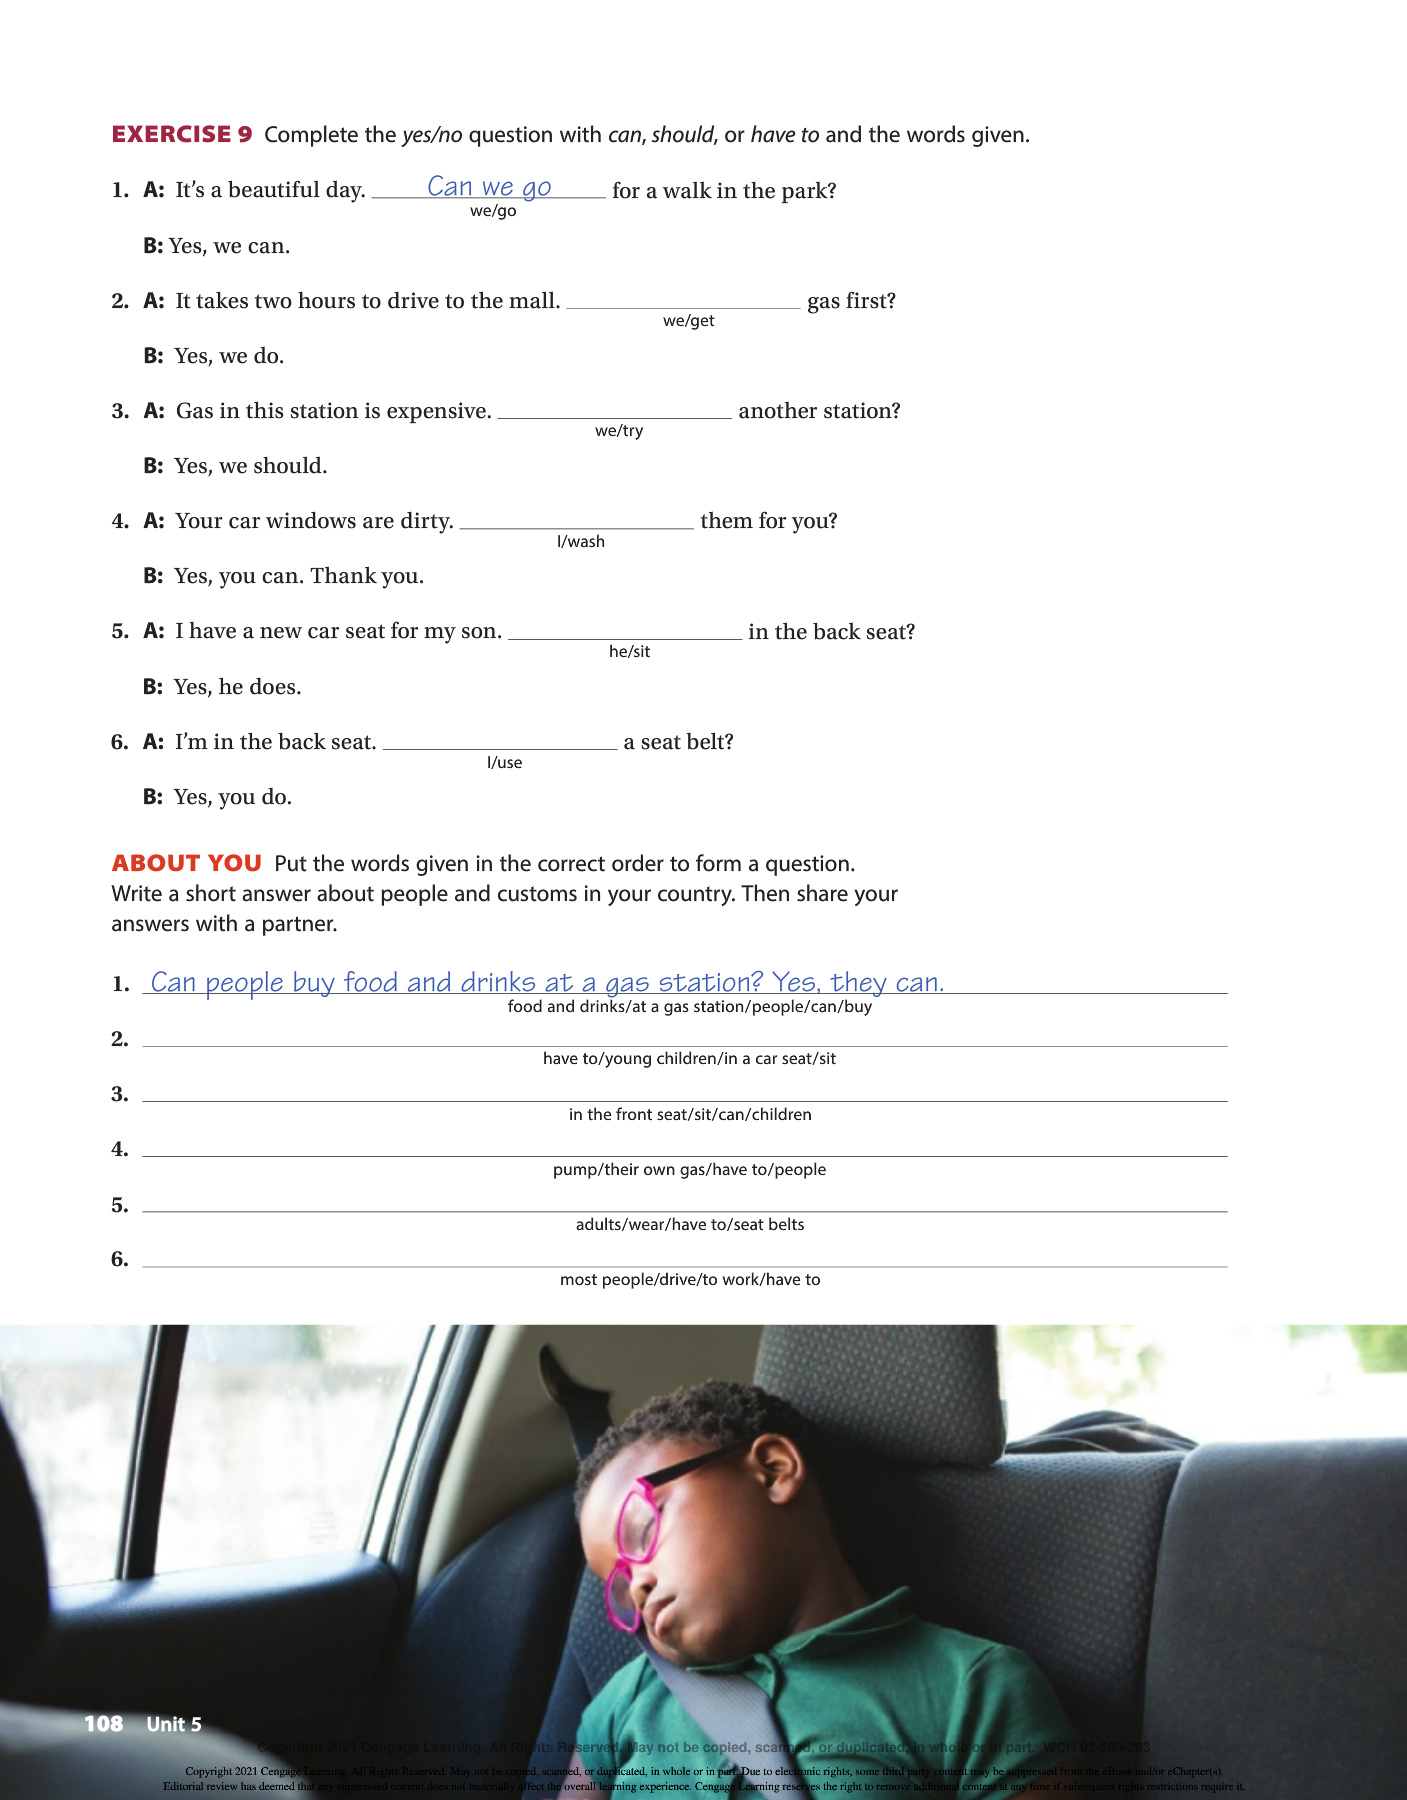 EXERCISE 9 Complete the yes/no question with can, should, or have to and the words given.
1. A: It's a beautiful day. Can we go for a walk in the park?
we/go
B: Yes, we can.
2. A: It takes two hours to drive to the mall. gas first?
we/get
B: Yes, we do.
3. A: Gas in this station is expensive. another station?
we/try
B: Yes, we should.
4. A: Your car windows are dirty. them for you?
I/wash
B: Yes, you can. Thank you.
5. A: I have a new car seat for my son. in the back seat?
he/sit
B: Yes, he does.
6. A: I'm in the back seat. a seat belt?
I/use
B: Yes, you do.
ABOUT YOU Put the words given in the correct order to form a question.
Write a short answer about people and customs in your country. Then share your
answers with a partner.
1. Can people buy food and drinks at a gas station? Yes, they can.
food and drinks/at a gas station/people/can/buy
2.
have to/young children/in a car seat/sit
3.
in the front seat/sit/can/children
4.
pump/their own gas/have to/people
5.
adults/wear/have to/seat belts
6.
most people/drive/to work/have to
108 Unit 5
Copyright 2021 Cengage Learning. All Rights Reserved. May not be copied, scanned, or duplicated, in whole or in part. WCN 02-200-203
Copyright 2021 Cengage Learning. All Rights Reserved. May not be copied, scanned, or duplicated, in whole or in part. Due to electronic rights, some third party content may be suppressed from the eBook and/or eChapter(s).
Editorial review has deemed that any suppressed content does not materially affect the overall learning experience. Cengage Learning reserves the right to remove additional content at any time if subsequent rights restrictions require it.